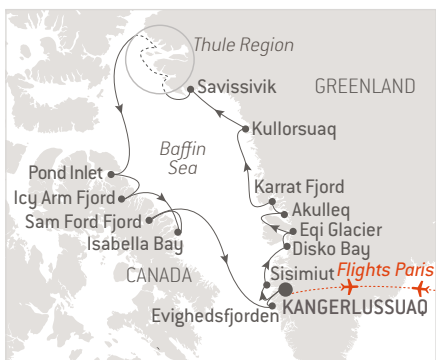 Thule Region
GREENLAND
Savissivik
Kullorsuaq
Baffin
Sea
Pond Inlet
Icy Arm Fjord
Karrat Fjord
Akulleq
Sam Ford Fjord
Eqi Glacier
Isabella Bay
Disko Bay
CANADA
Sisimiut
Flights Paris
KANGERLUSSUAQ
Evighedsfjorden